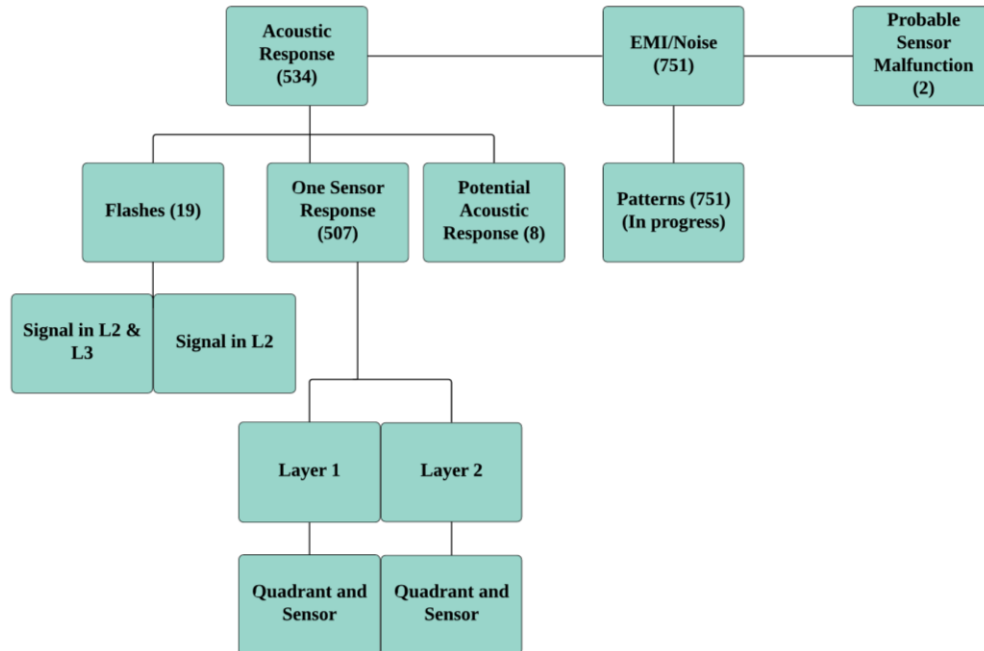 Acoustic
Response
(534)
EMI/Noise
(751)
Probable
Sensor
Malfunction
(2)
Flashes (19)
One Sensor
Response
(507)
Potential
Acoustic
Response (8)
Patterns (751)
(In progress)
Signal in L2 &
L3
Signal in L2
Layer 1
Layer 2
Quadrant and
Sensor
Quadrant and
Sensor